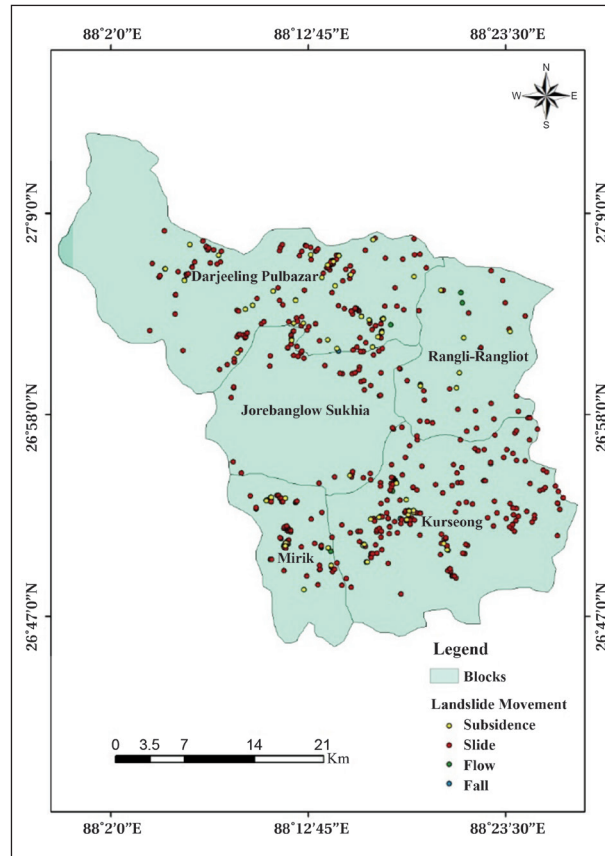 88°2'0"E 88°12'45"E 88°23'30"E
N
W E
S
27°9'0"N 27°9'0"N
Darjeeling Pulbazar
Rangli-Rangliot
26°58'0"N 26°58'0"N
Jorebanglow Sukhia
Kurseong
Mirik
26°47'0"N 26°47'0"N
Legend
Blocks
Landslide Movement
Subsidence
Slide
Flow
Fall
0 3.5 7 14 21
Km
88°2'0"E 88°12'45"E 88°23'30"E